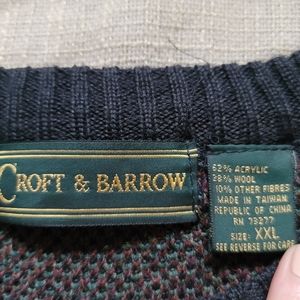 CROFT & BARROW
62% ACRYLIC
28% WOOL
10% OTHER FIBRES
MADE IN TAIWAN
REPUBLIC OF CHINA
RN 73277
SIZE: XXL
SEE REVERSE FOR CARE